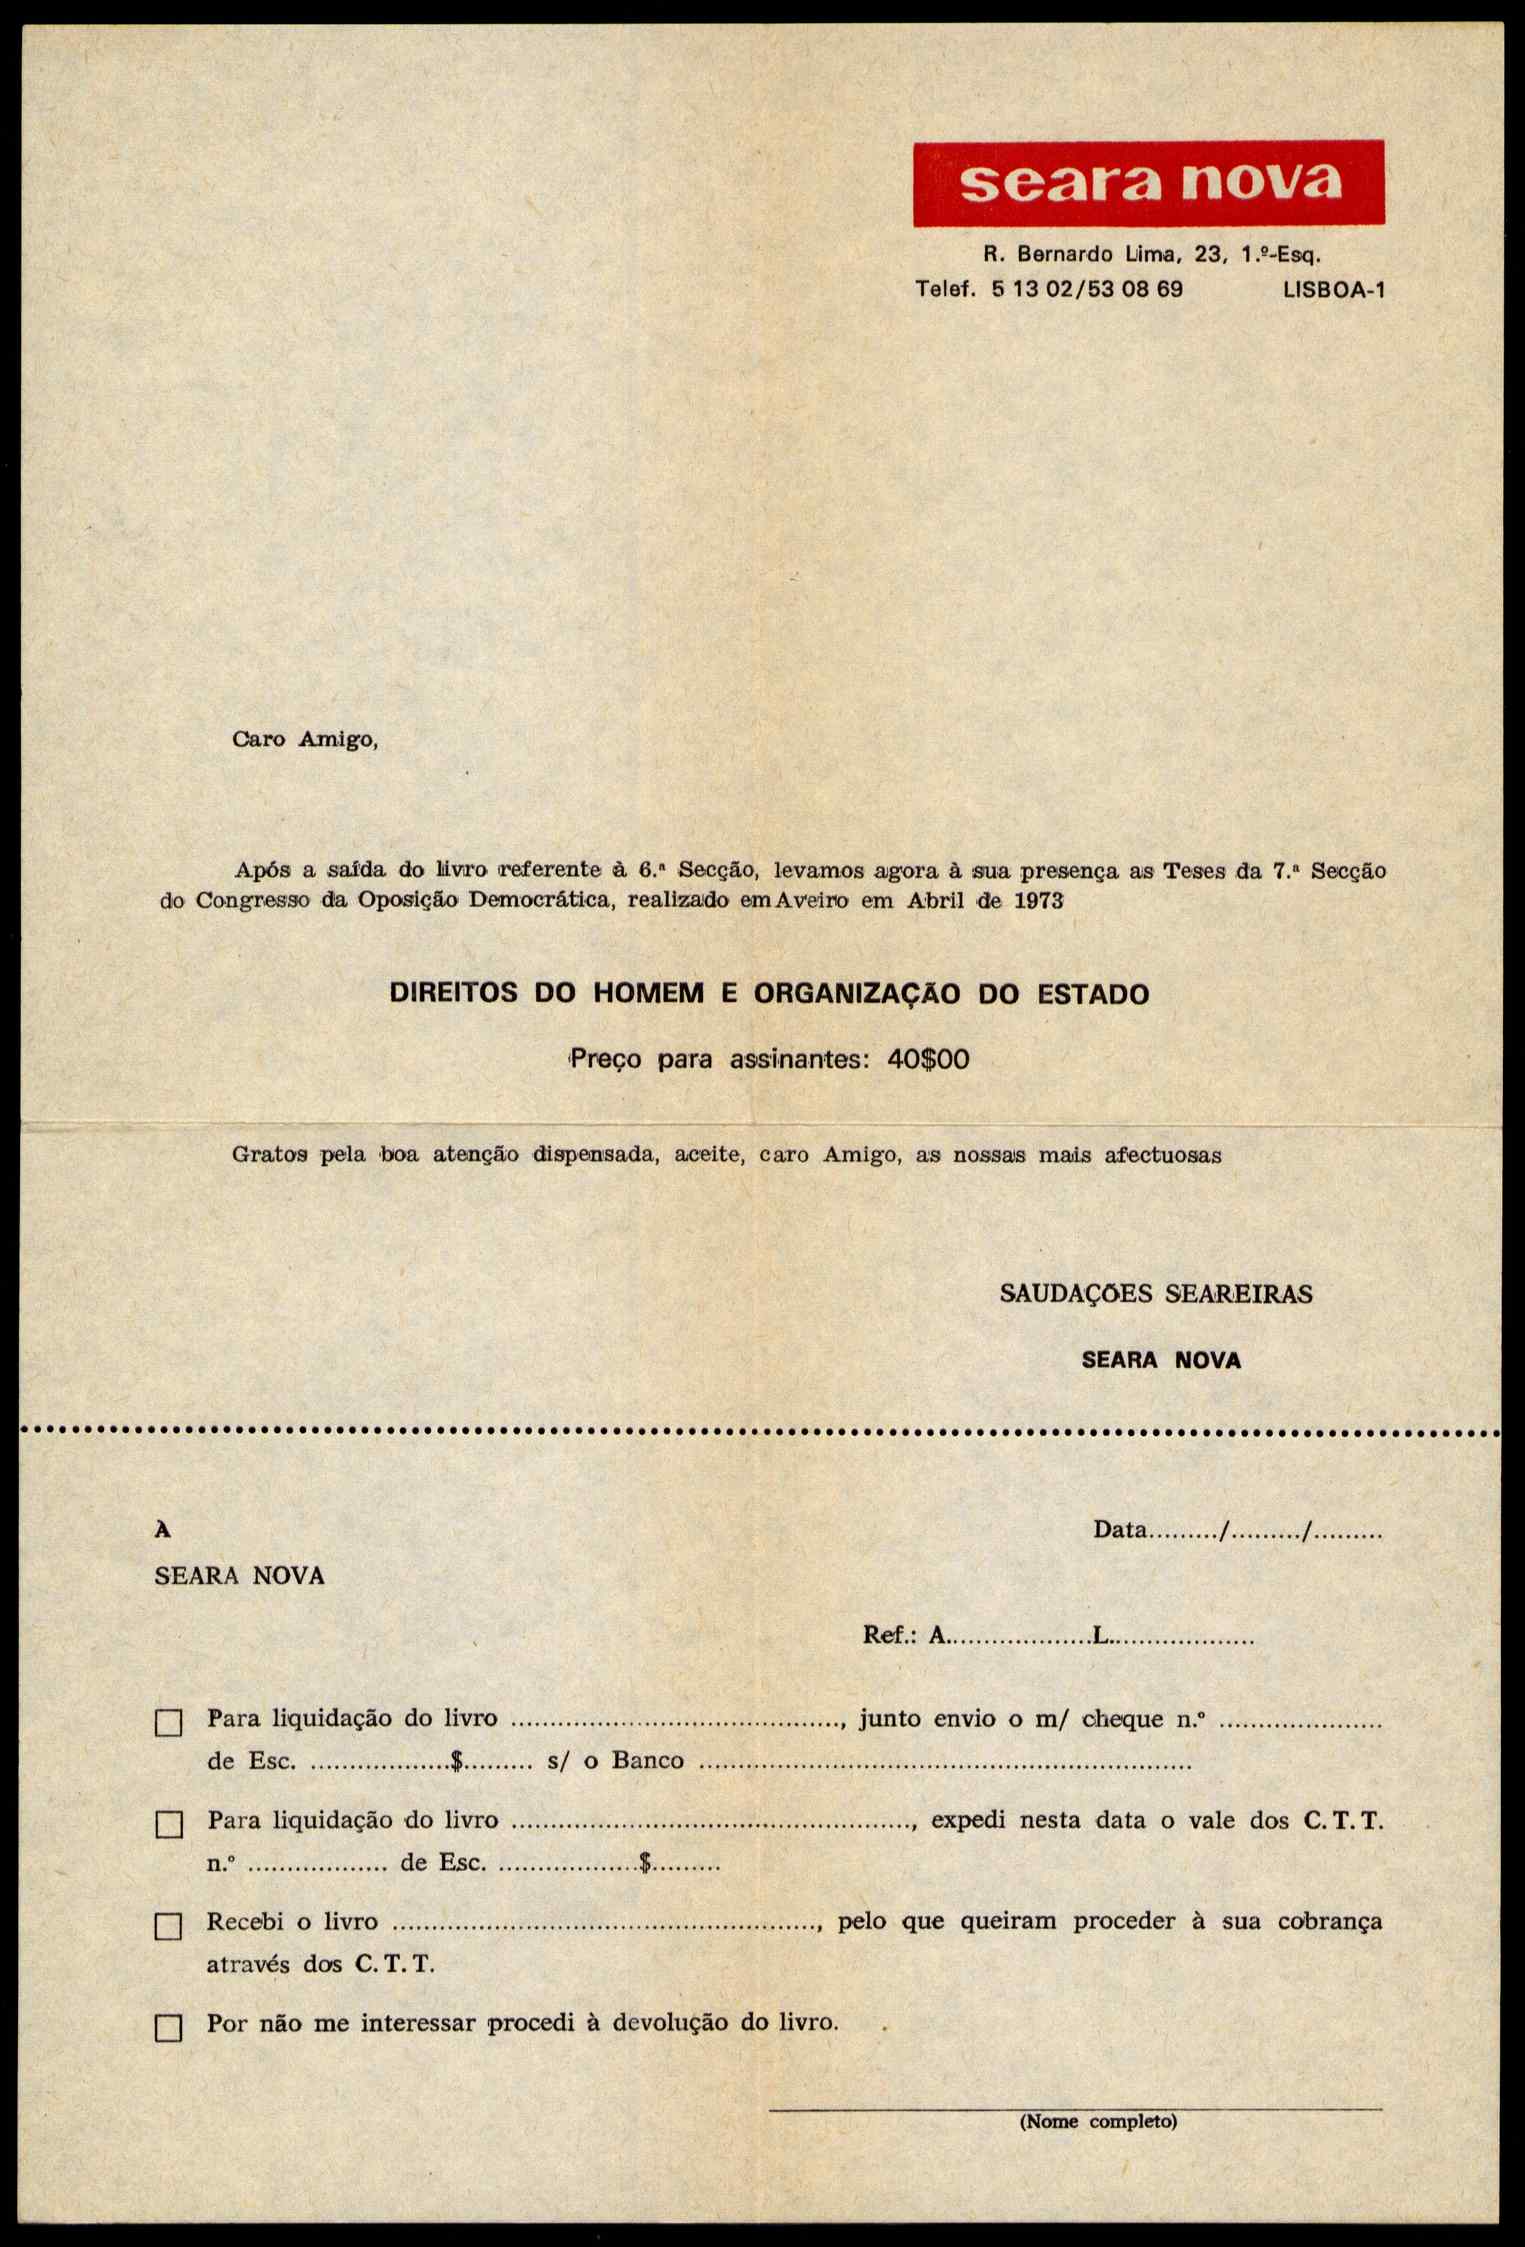 seara nova
R. Bernardo Lima, 23, 1.º-Esq.
Telef. 5 13 02/53 08 69 LISBOA-1
Caro Amigo,
Após a saída do livro referente à 6.ª Secção, levamos agora à sua presença as Teses da 7.ª Secção
do Congresso da Oposição Democrática, realizado em Aveiro em Abril de 1973
DIREITOS DO HOMEM E ORGANIZAÇÃO DO ESTADO
Preço para assinantes: 40$00
Gratos pela boa atenção dispensada, aceite, caro Amigo, as nossas mais afectuosas
SAUDAÇÕES SEAREIRAS
SEARA NOVA
À
Data........./........./.........
SEARA NOVA
Ref.: A...................L...................
Para liquidação do livro .........................................., junto envio o m/ cheque n.º .....................
de Esc. ..................$......... s/ o Banco ...............................................................
Para liquidação do livro ..................................................., expedi nesta data o vale dos C. T. T.
n.º .................. de Esc. ..................$.........
Recebi o livro ......................................................, pelo que queiram proceder à sua cobrança
através dos C. T. T.
Por não me interessar procedi à devolução do livro.
(Nome completo)